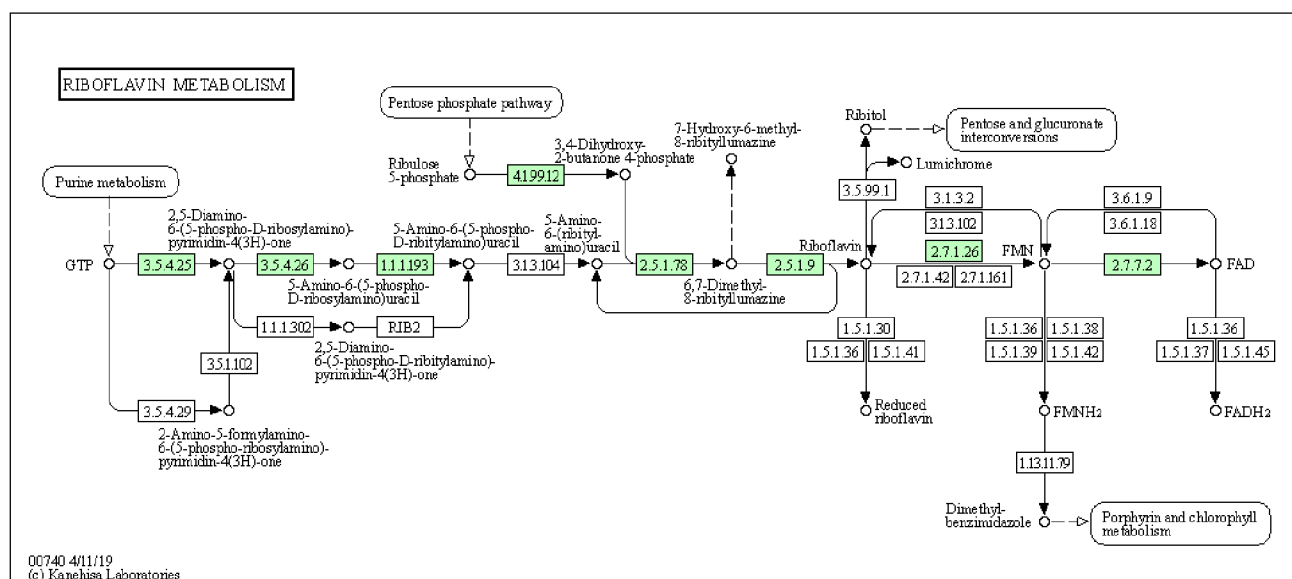 RIBOFLAVIN METABOLISM
Pentose phosphate pathway
Purine metabolism
Ribulose
5-phosphate
4.1.99.12
3,4-Dihydroxy-
2-butanone 4-phosphate
7-Hydroxy-6-methyl-
8-ribityllumazine
Ribitol
Pentose and glucuronate
interconversions
Lumichrome
3.5.99.1
GTP
3.5.4.25
2,5-Diamino-
6-(5-phospho-D-ribosylamino)-
pyrimidin-4(3H)-one
3.5.4.26
5-Amino-6-(5-phospho-
D-ribosylamino)uracil
1.1.1.193
5-Amino-6-(5-phospho-
D-ribitylamino)uracil
3.1.3.104
5-Amino-
6-(ribityl-
amino)uracil
2.5.1.78
6,7-Dimethyl-
8-ribityllumazine
2.5.1.9
Riboflavin
3.1.3.2
3.1.3.102
2.7.1.26
2.7.1.42
2.7.1.161
FMN
3.6.1.9
3.6.1.18
2.7.7.2
FAD
1.1.1.302
RIB2
2,5-Diamino-
6-(5-phospho-D-ribitylamino)-
pyrimidin-4(3H)-one
3.5.1.102
3.5.4.29
2-Amino-5-formylamino-
6-(5-phospho-ribosylamino)-
pyrimidin-4(3H)-one
1.5.1.30
1.5.1.36
1.5.1.41
Reduced
riboflavin
1.5.1.36
1.5.1.38
1.5.1.39
1.5.1.42
FMNH2
1.5.1.36
1.5.1.37
1.5.1.45
FADH2
1.13.11.79
Dimethyl-
benzimidazole
Porphyrin and chlorophyll
metabolism
00740 4/11/19
(c) Kanehisa Laboratories